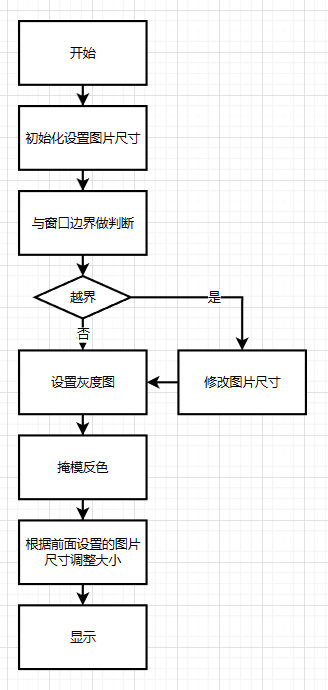 开始
初始化设置图片尺寸
与窗口边界做判断
越界
是
否
设置灰度图
修改图片尺寸
掩模反色
根据前面设置的图片
尺寸调整大小
显示